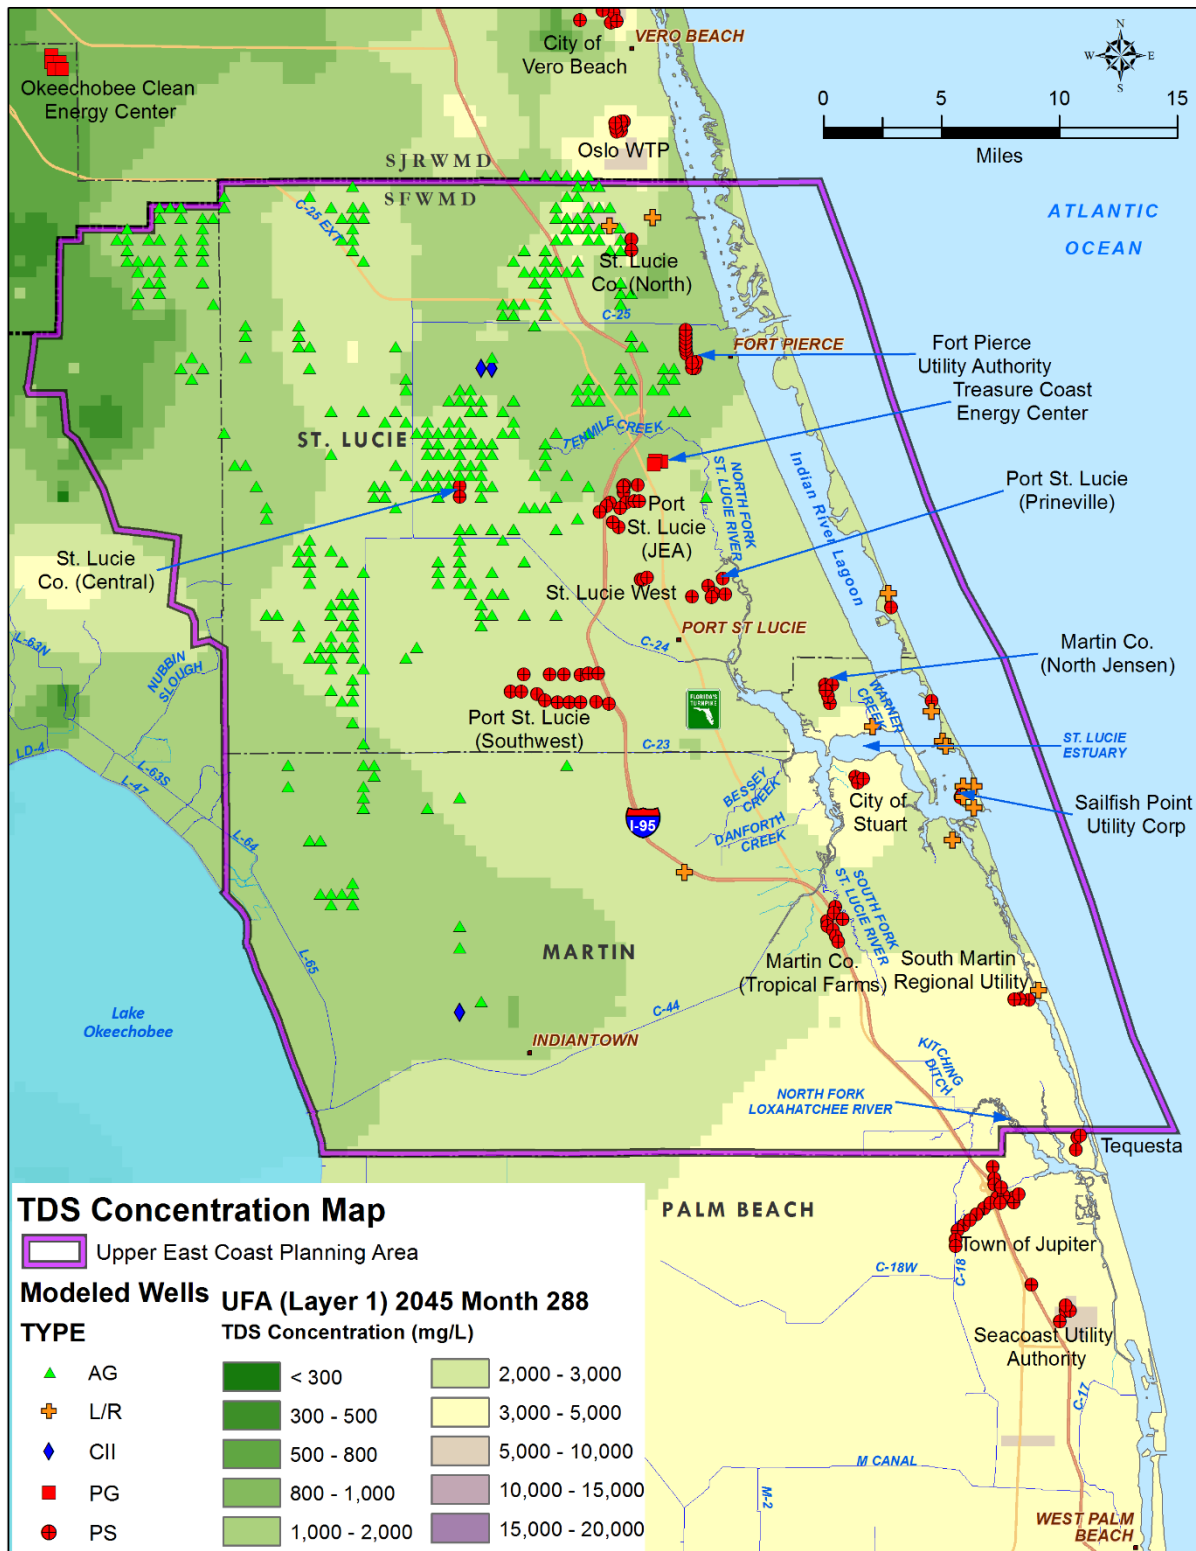 VERO BEACH
City of
Vero Beach
N
W
E
S
Okeechobee Clean
Energy Center
0
5
10
15
Miles
Oslo WTP
SJRWMD
SFWMD
C-25 EXT
ATLANTIC
OCEAN
St. Lucie
Co. (North)
C-25
FORT PIERCE
Fort Pierce
Utility Authority
Treasure Coast
Energy Center
ST. LUCIE
TENMILE CREEK
NORTH FORK
ST. LUCIE RIVER
Indian River Lagoon
Port St. Lucie
(Prineville)
Port
St. Lucie
(JEA)
St. Lucie
Co. (Central)
St. Lucie West
PORT ST LUCIE
C-24
L-63N
NUBBIN
SLOUGH
Martin Co.
(North Jensen)
WARNER
CREEK
FLORIDA'S
TURNPIKE
Port St. Lucie
(Southwest)
C-23
ST. LUCIE
ESTUARY
LD-4
L-63S
L-47
L-64
BESSEY
CREEK
DANFORTH
CREEK
I-95
City of
Stuart
Sailfish Point
Utility Corp
SOUTH FORK
ST. LUCIE RIVER
MARTIN
L-65
Martin Co.
(Tropical Farms)
South Martin
Regional Utility
C-44
Lake
Okeechobee
INDIANTOWN
KITCHING
DITCH
NORTH FORK
LOXAHATCHEE RIVER
Tequesta
PALM BEACH
Town of Jupiter
C-18W
C-18
Seacoast Utility
Authority
C-17
M CANAL
M-2
WEST PALM
BEACH
TDS Concentration Map
Upper East Coast Planning Area
Modeled Wells
TYPE
AG
L/R
CII
PG
PS
UFA (Layer 1) 2045 Month 288
TDS Concentration (mg/L)
< 300
300 - 500
500 - 800
800 - 1,000
1,000 - 2,000
2,000 - 3,000
3,000 - 5,000
5,000 - 10,000
10,000 - 15,000
15,000 - 20,000